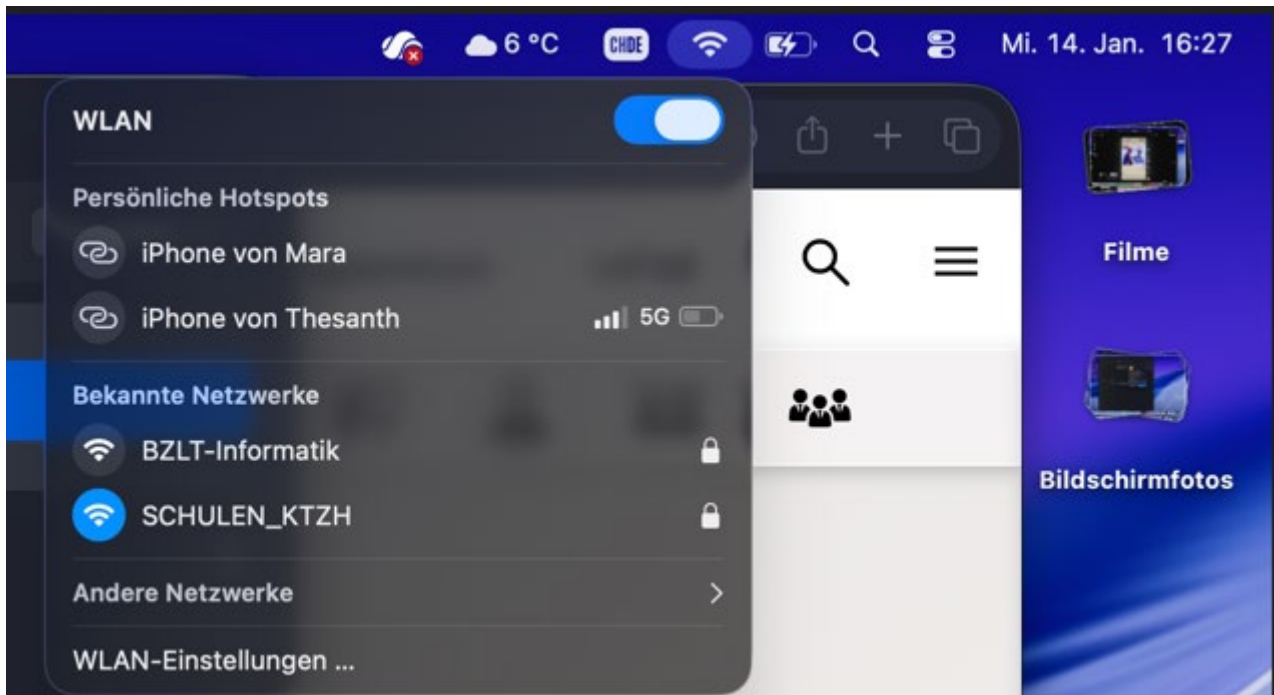 6 °C CHDE Mi. 14. Jan. 16:27
WLAN
Persönliche Hotspots
iPhone von Mara
iPhone von Thesanth 5G
Bekannte Netzwerke
BZLT-Informatik
SCHULEN_KTZH
Andere Netzwerke
WLAN-Einstellungen ...
Filme
Bildschirmfotos